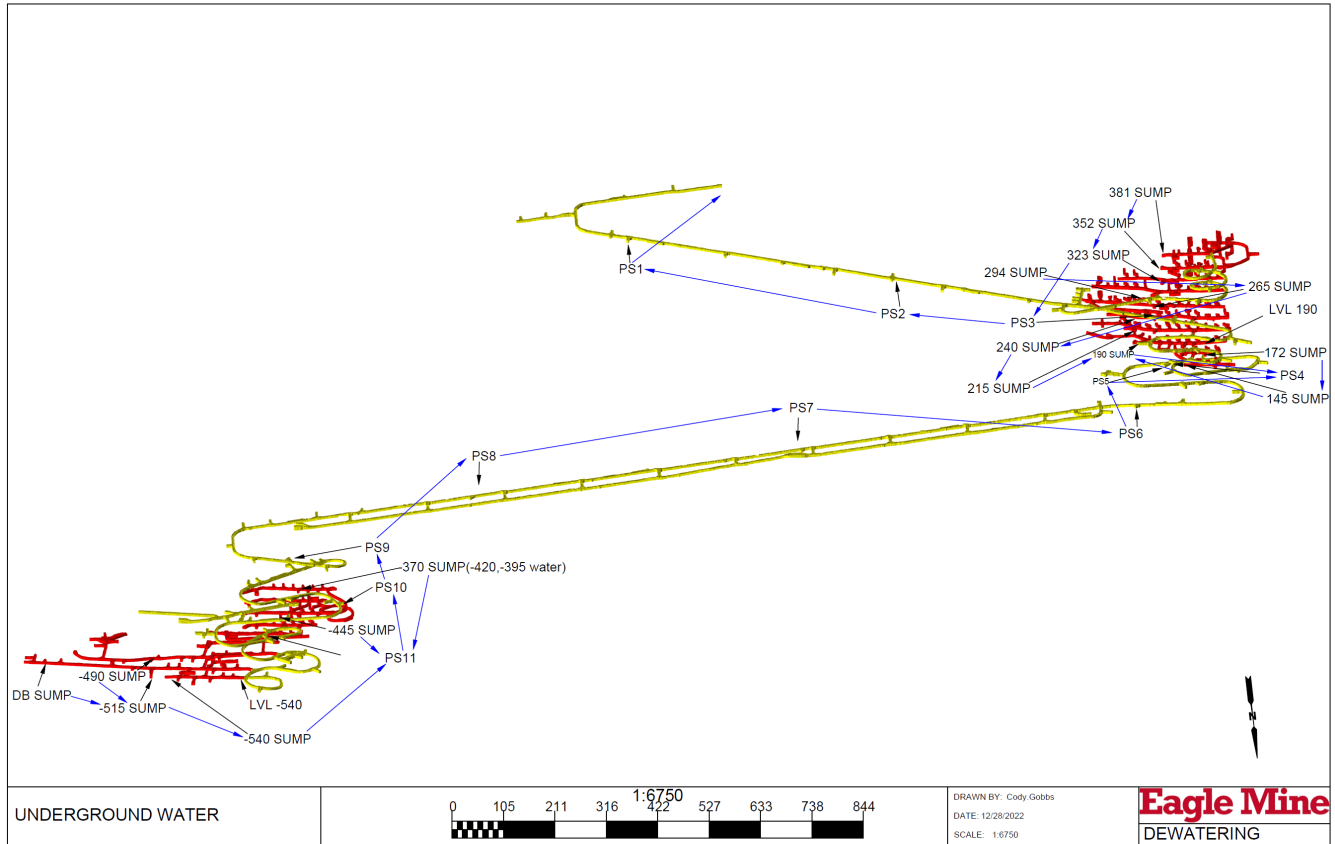 381 SUMP
352 SUMP
323 SUMP
294 SUMP
265 SUMP
LVL 190
PS1
PS2
PS3
240 SUMP
190 SUMP
172 SUMP
215 SUMP
PS5
PS4
145 SUMP
PS7
PS6
PS8
PS9
370 SUMP(-420,-395 water)
PS10
-445 SUMP
PS11
-490 SUMP
DB SUMP
-515 SUMP
LVL -540
-540 SUMP
N
UNDERGROUND WATER
1:6750
0 105 211 316 422 527 633 738 844
DRAWN BY: Cody.Gobbs
DATE: 12/28/2022
SCALE: 1:6750
Eagle Mine
DEWATERING